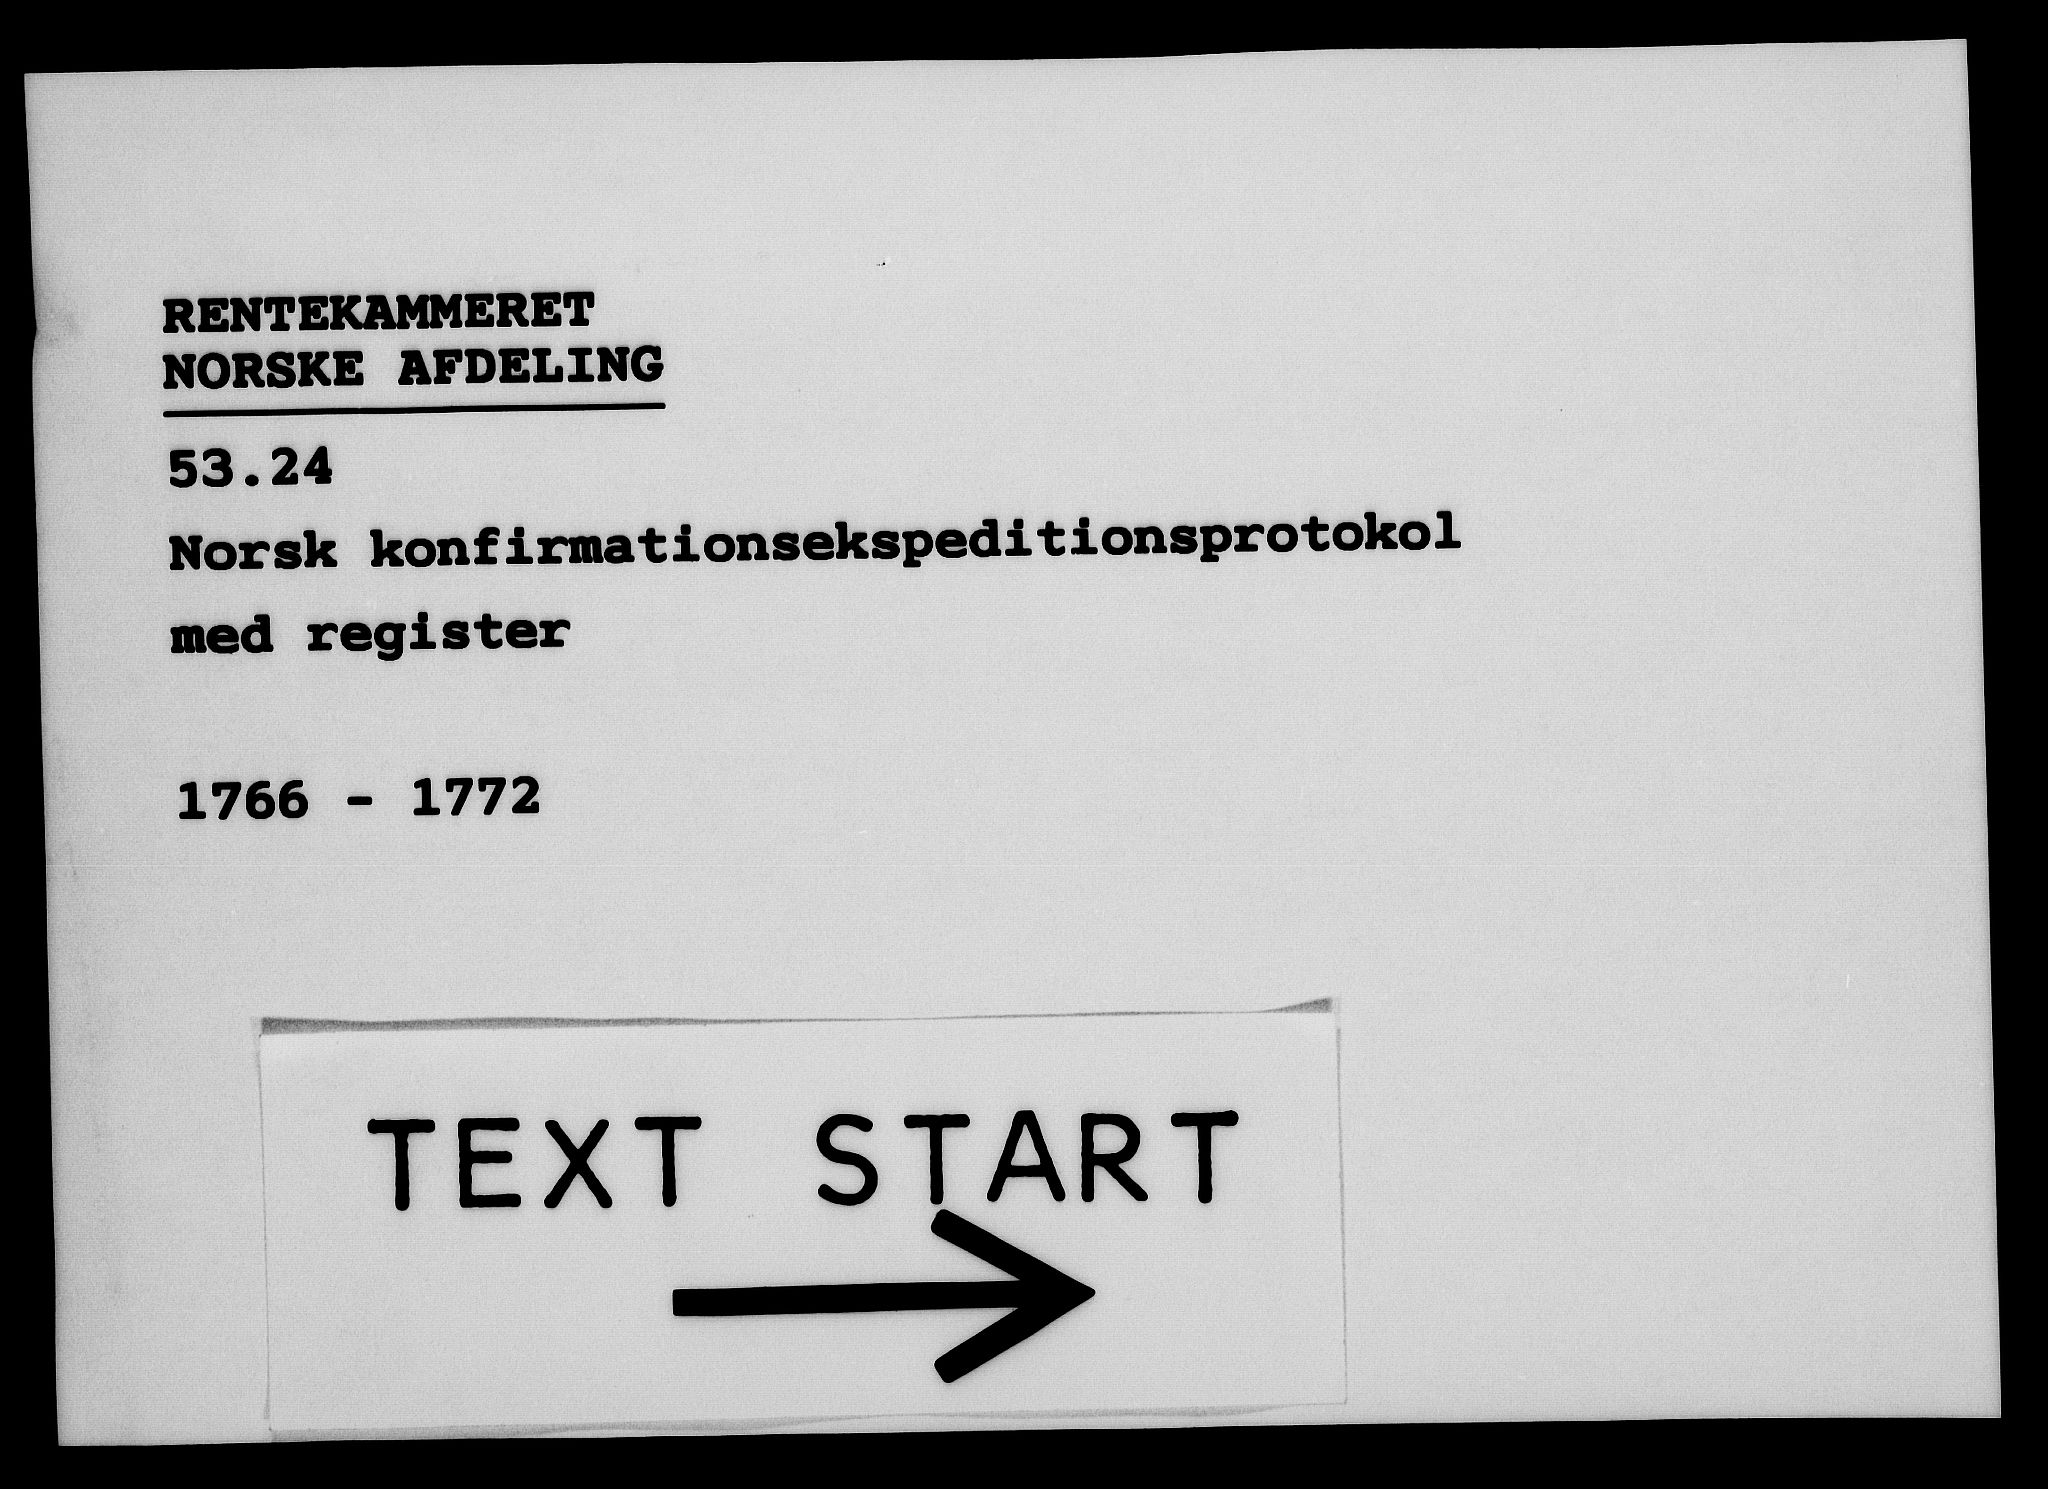 RENTEKAMMERET
NORSKE AFDELING
53.24
Norsk konfirmationsekspeditionsprotokol
med register
1766 - 1772
TEXT START